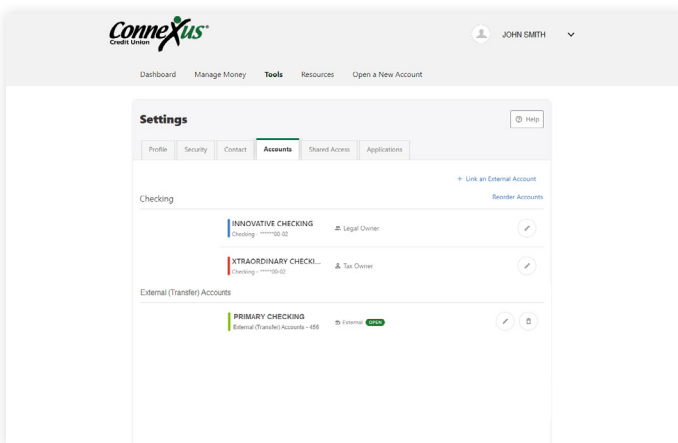 Connexus®
Credit Union
JOHN SMITH
Dashboard Manage Money Tools Resources Open a New Account
Settings
Help
Profile Security Contact Accounts Shared Access Applications
+ Link an External Account
Checking
Reorder Accounts
INNOVATIVE CHECKING
Checking - ******00-02
Legal Owner
XTRAORDINARY CHECKI...
Checking - *****00-02
Tax Owner
External (Transfer) Accounts
PRIMARY CHECKING
External (Transfer) Accounts - 456
External OPEN